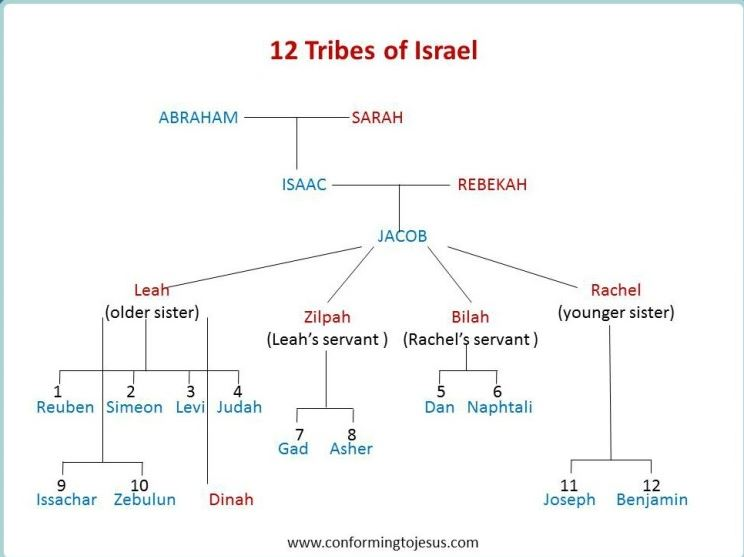 12 Tribes of Israel
ABRAHAM SARAH
ISAAC REBEKAH
JACOB
Leah
(older sister)
Zilpah
(Leah's servant )
Bilah
(Rachel's servant )
Rachel
(younger sister)
1 2 3 4
Reuben Simeon Levi Judah
5 6
Dan Naphtali
7 8
Gad Asher
9 10
Issachar Zebulun Dinah
11 12
Joseph Benjamin
www.conformingtojesus.com